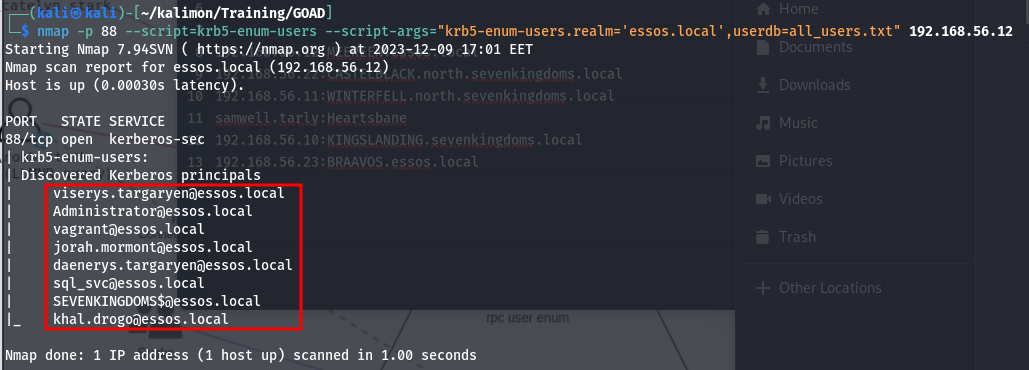 (kali㉿kali)-[~/kalimon/Training/GOAD]
$ nmap -p 88 --script=krb5-enum-users --script-args="krb5-enum-users.realm='essos.local',userdb=all_users.txt" 192.168.56.12
Starting Nmap 7.94SVN ( https://nmap.org ) at 2023-12-09 17:01 EET
Nmap scan report for essos.local (192.168.56.12)
Host is up (0.00030s latency).
PORT   STATE SERVICE
88/tcp open  kerberos-sec
| krb5-enum-users:
| Discovered Kerberos principals
|     viserys.targaryen@essos.local
|     Administrator@essos.local
|     vagrant@essos.local
|     jorah.mormont@essos.local
|     daenerys.targaryen@essos.local
|     sql_svc@essos.local
|     SEVENKINGDOMS$@essos.local
|_    khal.drogo@essos.local
Nmap done: 1 IP address (1 host up) scanned in 1.00 seconds
192.168.56.22:CASTELBLACK.north.sevenkingdoms.local
10 192.168.56.11:WINTERFELL.north.sevenkingdoms.local
11 samwell.tarly:Heartsbane
12 192.168.56.10:KINGSLANDING.sevenkingdoms.local
13 192.168.56.23:BRAAVOS.essos.local
rpc user enum
Home
Documents
Downloads
Music
Pictures
Videos
Trash
+ Other Locations